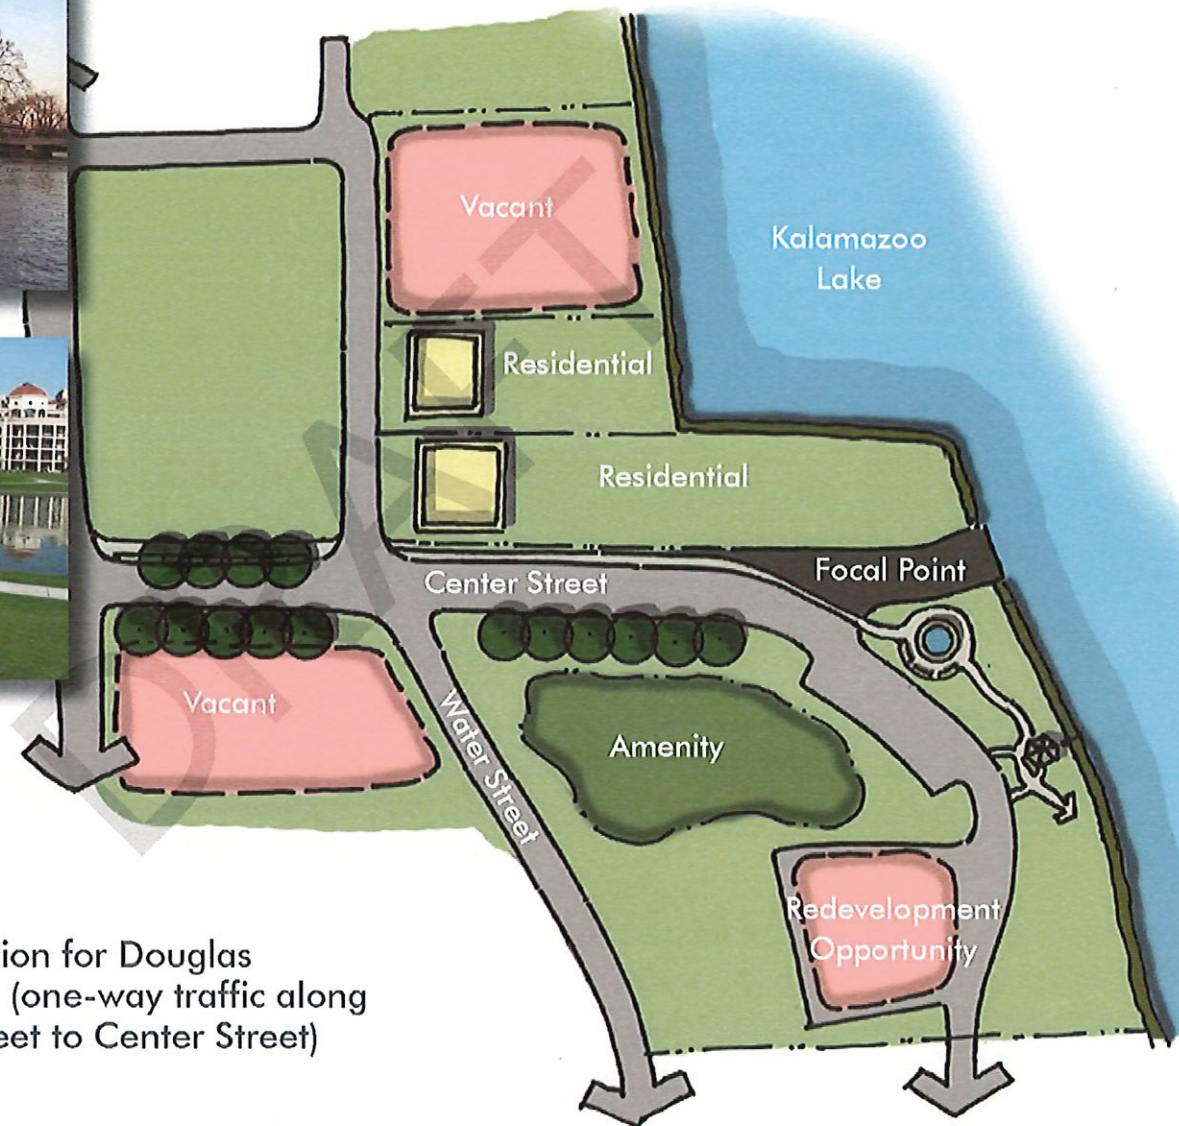 Vacant
Kalamazoo
Lake
Residential
Residential
Focal Point
Center Street
Vacant
Water Street
Amenity
Redevelopment
Opportunity
DRAFT
ion for Douglas
(one-way traffic along
eet to Center Street)